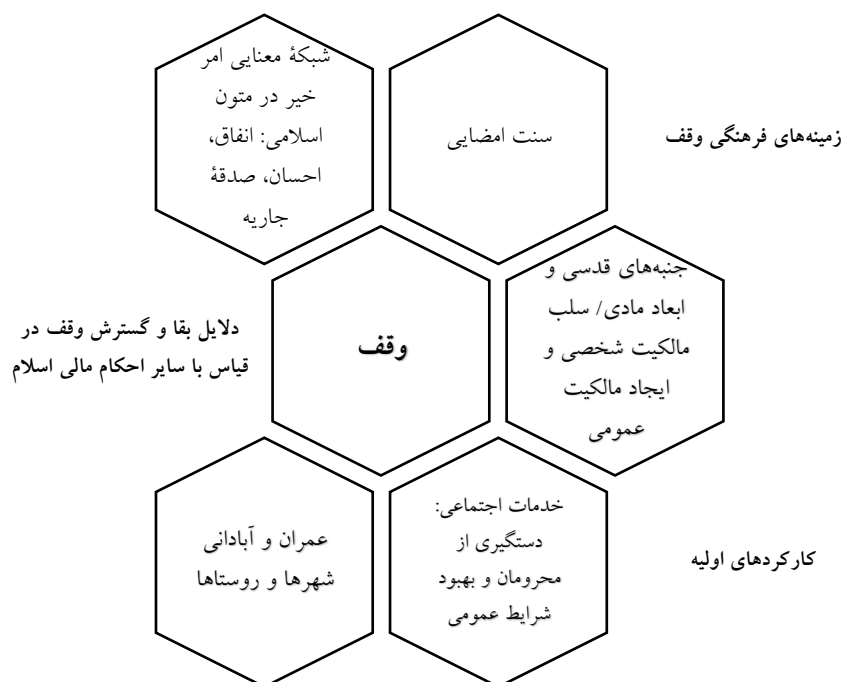 زمینه‌های فرهنگی وقف
سنت امضایی
شبکۀ معنایی امر
خیر در متون
اسلامی: انفاق،
احسان، صدقۀ
جاریه
جنبه‌های قدسی و
ابعاد مادی/ سلب
مالکیت شخصی و
ایجاد مالکیت
عمومی
وقف
دلایل بقا و گسترش وقف در
قیاس با سایر احکام مالی اسلام
کارکردهای اولیه
خدمات اجتماعی:
دستگیری از
محرومان و بهبود
شرایط عمومی
عمران و آبادانی
شهرها و روستاها